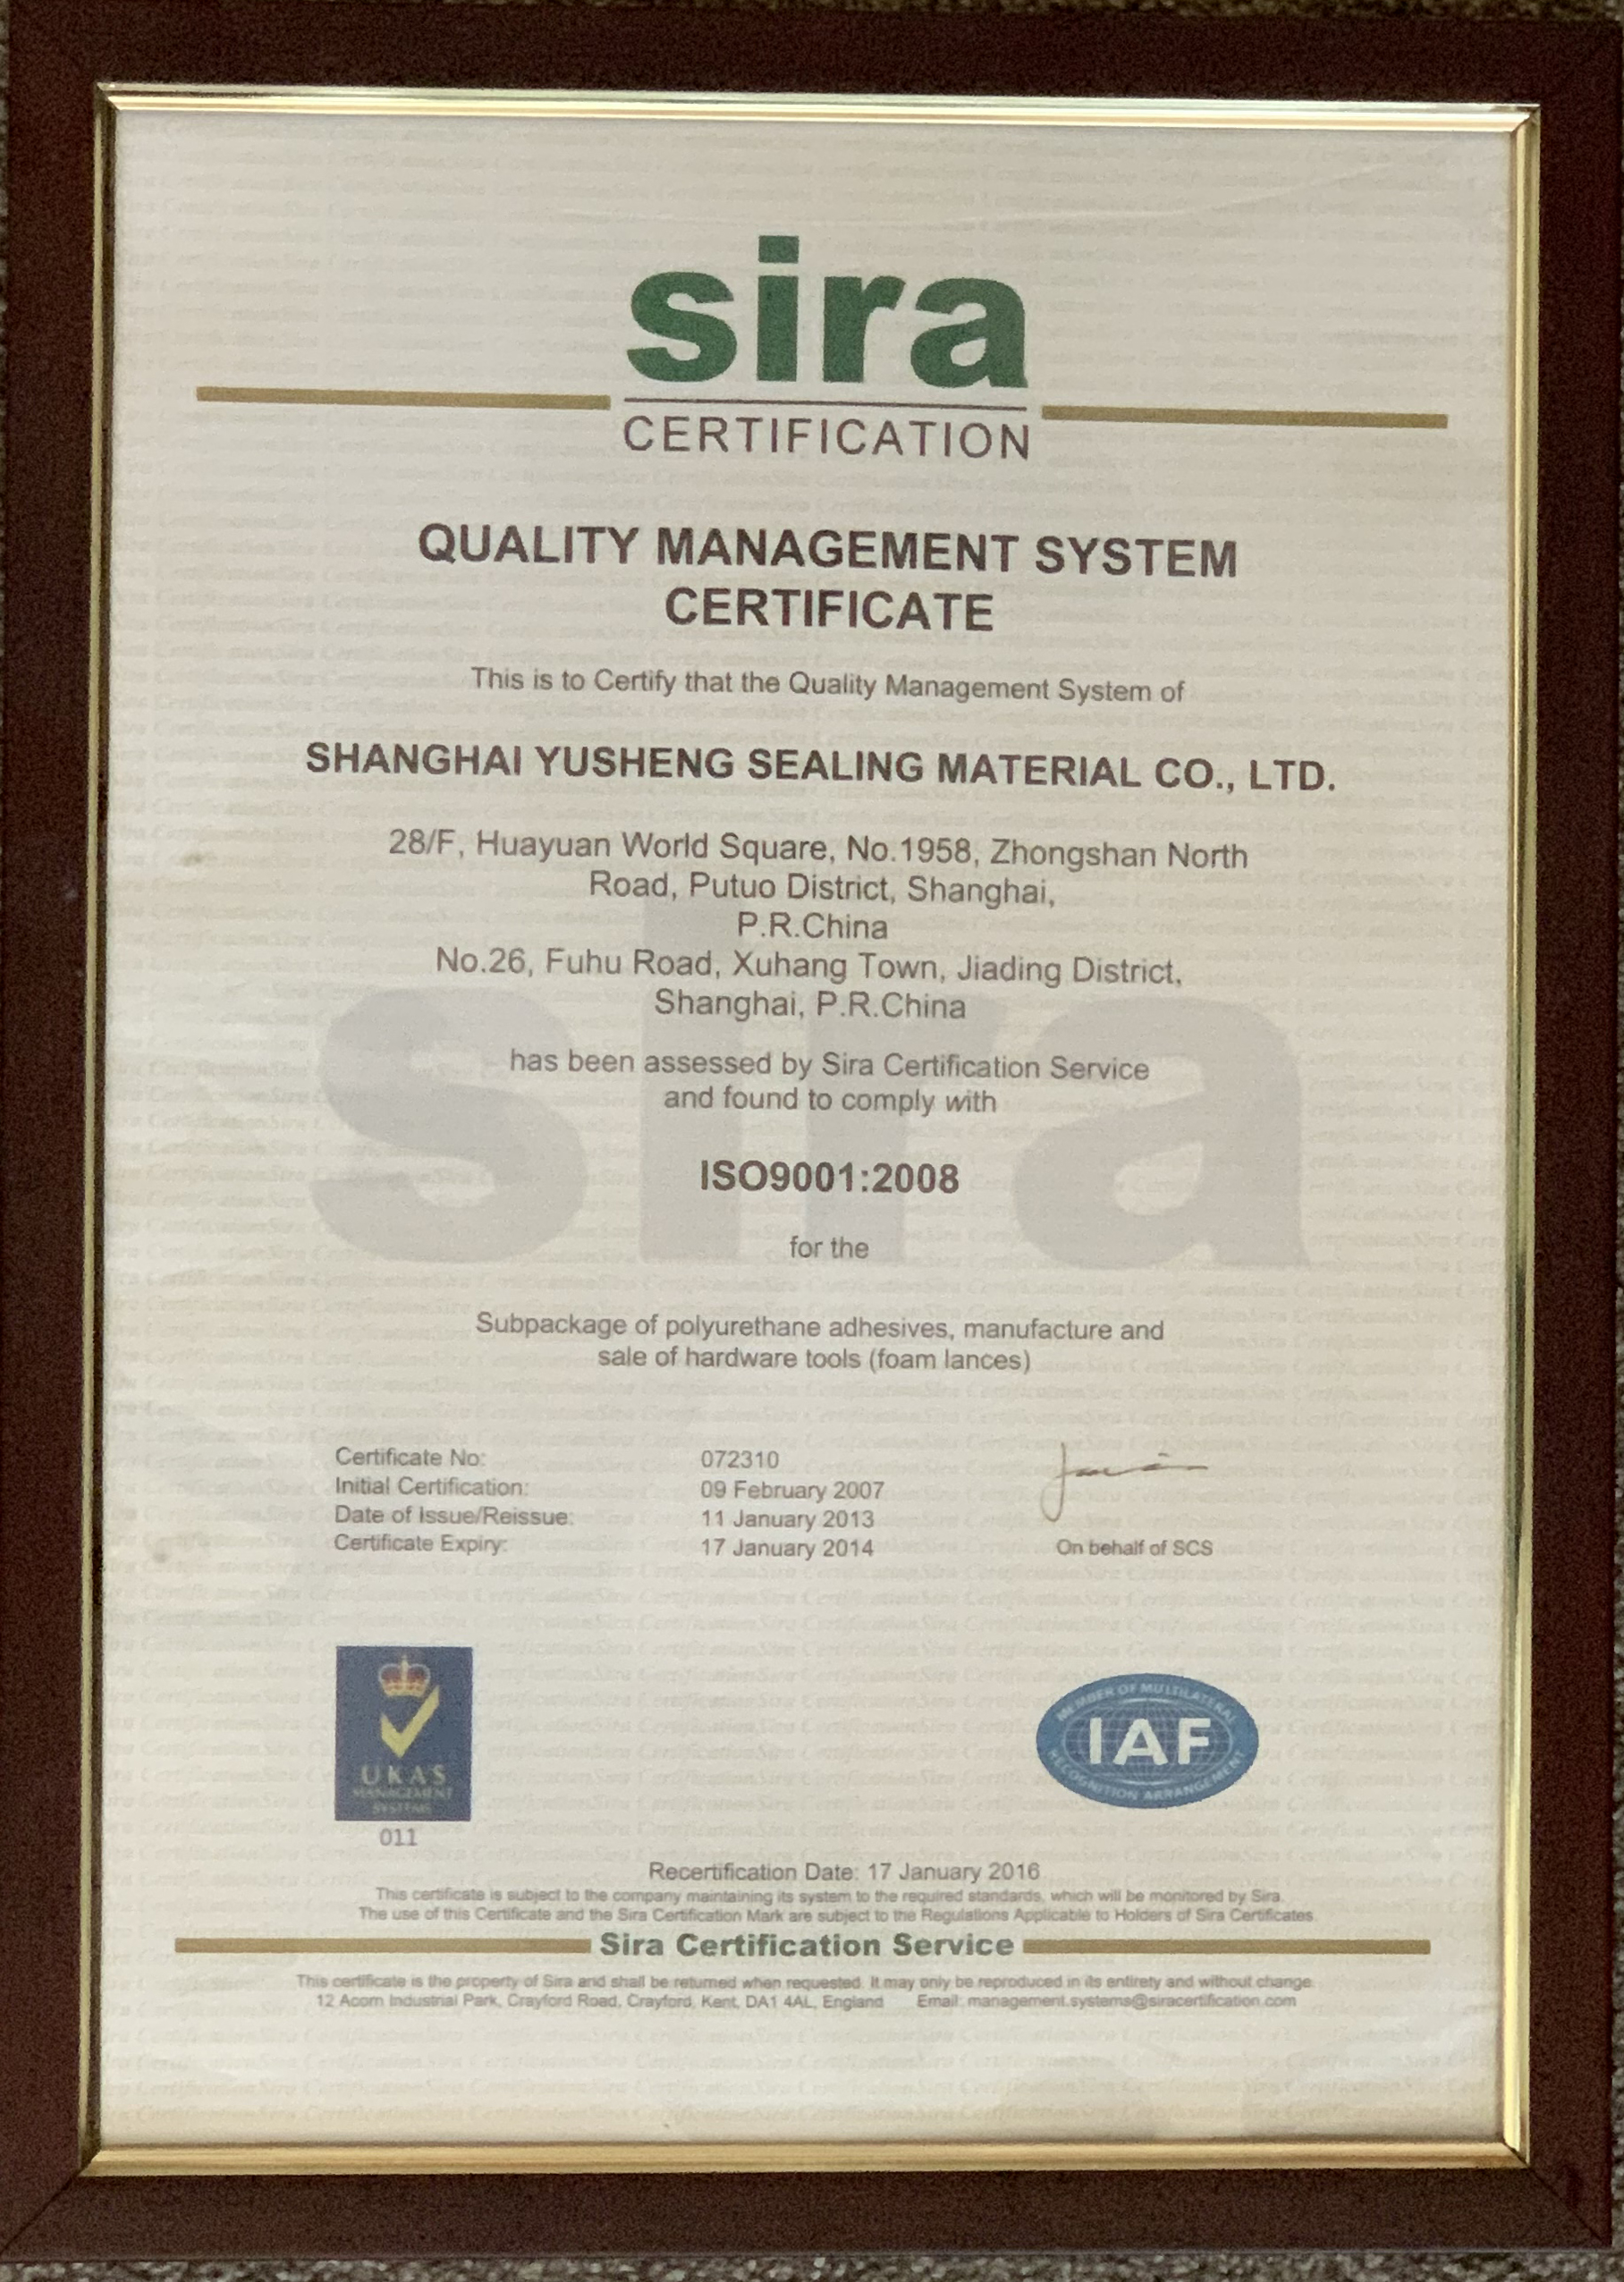 sira
CERTIFICATION
QUALITY MANAGEMENT SYSTEM
CERTIFICATE
This is to Certify that the Quality Management System of
SHANGHAI YUSHENG SEALING MATERIAL CO., LTD.
28/F, Huayuan World Square, No.1958, Zhongshan North
Road, Putuo District, Shanghai,
P.R.China
No.26, Fuhu Road, Xuhang Town, Jiading District,
Shanghai, P.R.China
has been assessed by Sira Certification Service
and found to comply with
ISO9001:2008
for the
Subpackage of polyurethane adhesives, manufacture and
sale of hardware tools (foam lances)
Certificate No: 072310
Initial Certification: 09 February 2007
Date of Issue/Reissue: 11 January 2013
Certificate Expiry: 17 January 2014
On behalf of SCS
UKAS
MANAGEMENT
SYSTEMS
011
MEMBER OF MULTILATERAL
IAF
RECOGNITION ARRANGEMENT
Recertification Date: 17 January 2016
This certificate is subject to the company maintaining its system to the required standards, which will be monitored by Sira.
The use of this Certificate and the Sira Certification Mark are subject to the Regulations Applicable to Holders of Sira Certificates.
Sira Certification Service
This certificate is the property of Sira and shall be returned when requested. It may only be reproduced in its entirety and without change.
12 Acorn Industrial Park, Crayford Road, Crayford, Kent, DA1 4AL, England Email: management.systems@siracertification.com